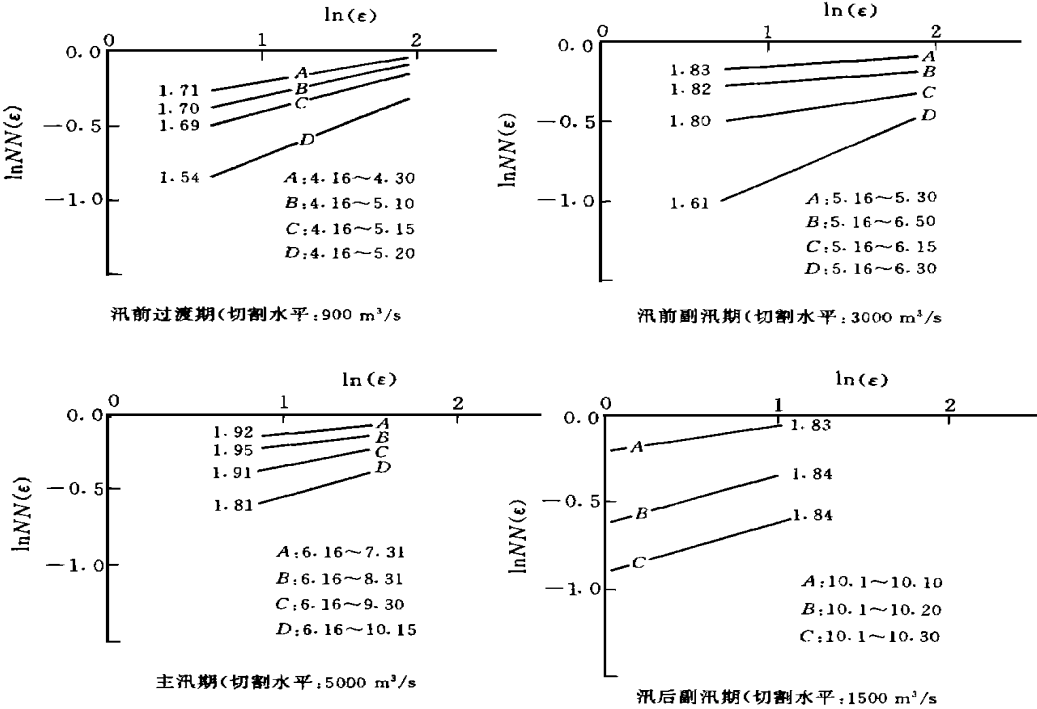 ln(ε)
0 1 2
0.0
−0.5
−1.0
lnNN(ε)
1.71
1.70
1.69
1.54
A
B
C
D
A:4.16～4.30
B:4.16～5.10
C:4.16～5.15
D:4.16～5.20
汛前过渡期(切割水平:900 m³/s
ln(ε)
0 1 2
0.0
−0.5
−1.0
lnNN(ε)
1.83
1.82
1.80
1.61
A
B
C
D
A:5.16～5.30
B:5.16～6.50
C:5.16～6.15
D:5.16～6.30
汛前副汛期(切割水平:3000 m³/s
ln(ε)
0 1 2
0.0
−0.5
−1.0
lnNN(ε)
1.92
1.95
1.91
1.81
A
B
C
D
A:6.16～7.31
B:6.16～8.31
C:6.16～9.30
D:6.16～10.15
主汛期(切割水平:5000 m³/s
ln(ε)
0 1 2
0.0
−0.5
−1.0
lnNN(ε)
A 1.83
B 1.84
C 1.84
A:10.1～10.10
B:10.1～10.20
C:10.1～10.30
汛后副汛期(切割水平:1500 m³/s